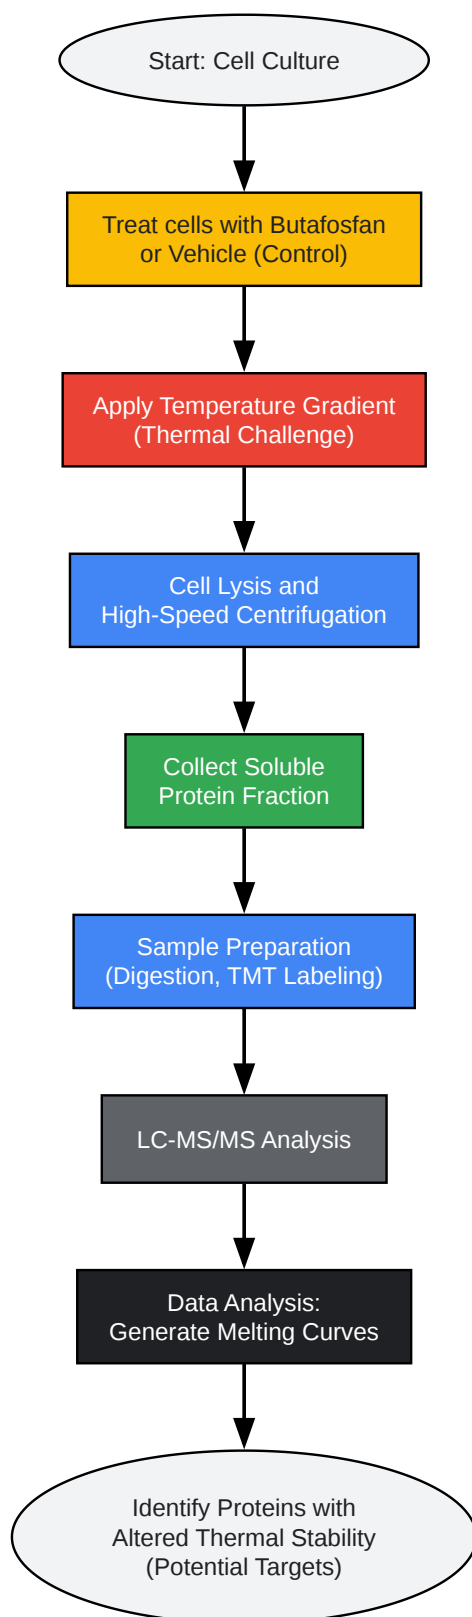 Start: Cell Culture
Treat cells with Butafosfan
or Vehicle (Control)
Apply Temperature Gradient
(Thermal Challenge)
Cell Lysis and
High-Speed Centrifugation
Collect Soluble
Protein Fraction
Sample Preparation
(Digestion, TMT Labeling)
LC-MS/MS Analysis
Data Analysis:
Generate Melting Curves
Identify Proteins with
Altered Thermal Stability
(Potential Targets)